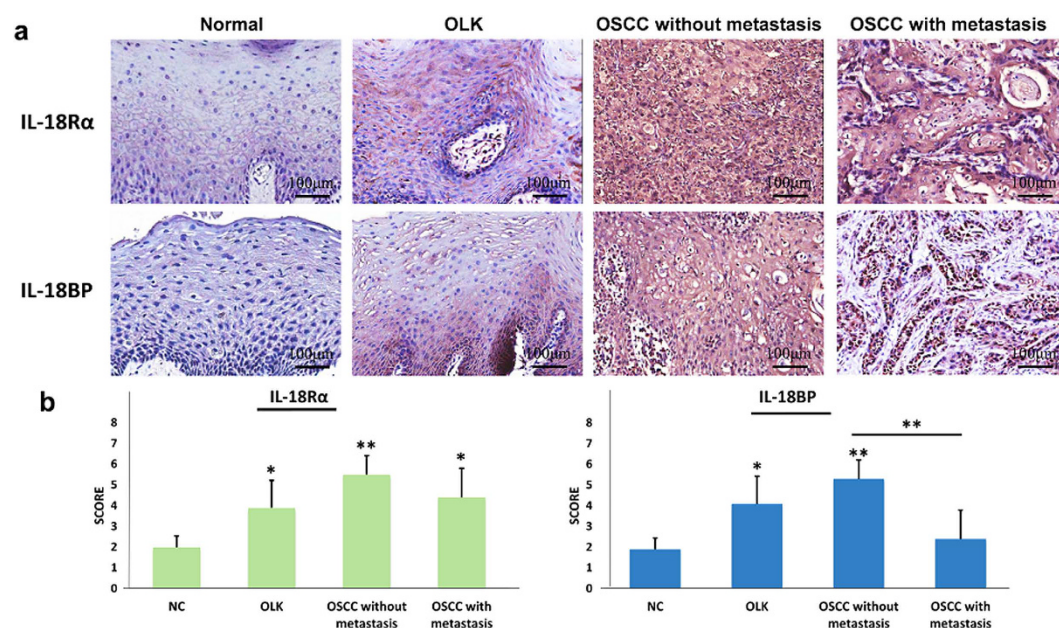 a
Normal
OLK
OSCC without metastasis
OSCC with metastasis
IL-18Rα
100μm
100μm
100μm
100μm
IL-18BP
100μm
100μm
100μm
100μm
b
IL-18Rα
SCORE
8
7
6
5
4
3
2
1
0
*
**
*
NC
OLK
OSCC without
metastasis
OSCC with
metastasis
IL-18BP
SCORE
8
7
6
5
4
3
2
1
0
*
**
**
NC
OLK
OSCC without
metastasis
OSCC with
metastasis